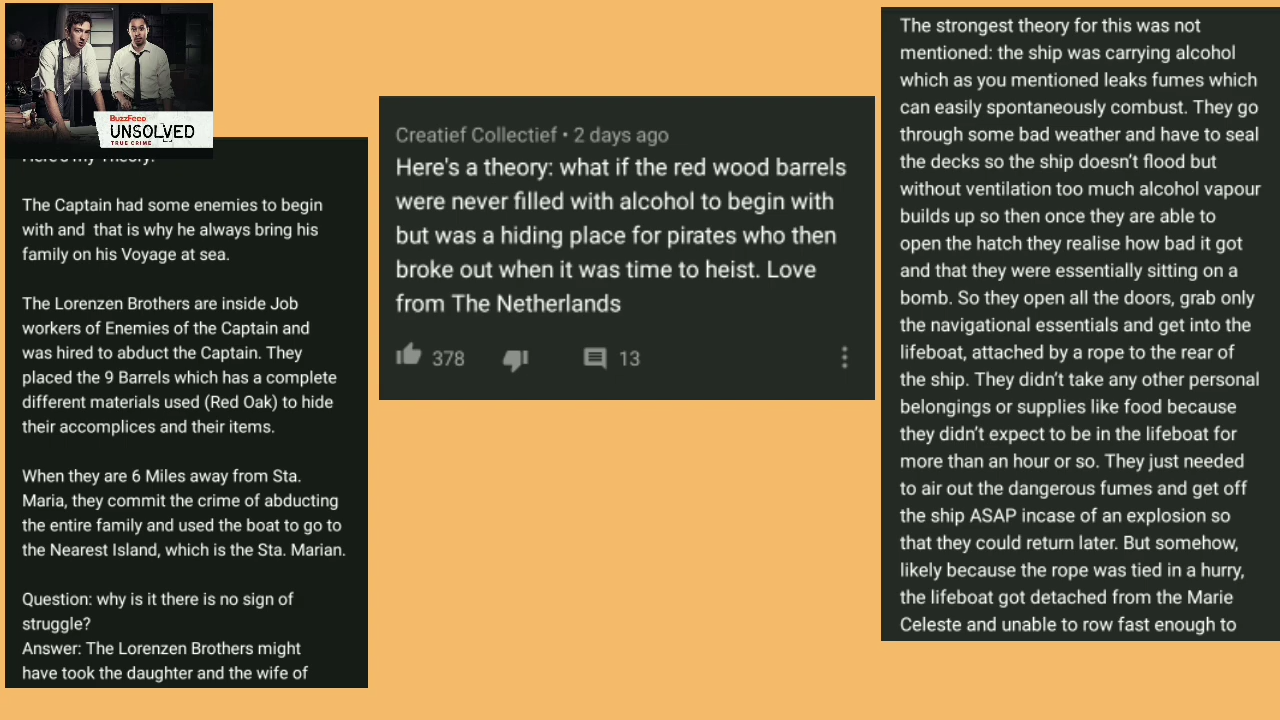 BuzzFeed
UNSOLVED
TRUE CRIME
Here's my Theory:
The Captain had some enemies to begin
with and that is why he always bring his
family on his Voyage at sea.
The Lorenzen Brothers are inside Job
workers of Enemies of the Captain and
was hired to abduct the Captain. They
placed the 9 Barrels which has a complete
different materials used (Red Oak) to hide
their accomplices and their items.
When they are 6 Miles away from Sta.
Maria, they commit the crime of abducting
the entire family and used the boat to go to
the Nearest Island, which is the Sta. Marian.
Question: why is it there is no sign of
struggle?
Answer: The Lorenzen Brothers might
have took the daughter and the wife of
Creatief Collectief • 2 days ago
Here's a theory: what if the red wood barrels
were never filled with alcohol to begin with
but was a hiding place for pirates who then
broke out when it was time to heist. Love
from The Netherlands
378 13
The strongest theory for this was not
mentioned: the ship was carrying alcohol
which as you mentioned leaks fumes which
can easily spontaneously combust. They go
through some bad weather and have to seal
the decks so the ship doesn't flood but
without ventilation too much alcohol vapour
builds up so then once they are able to
open the hatch they realise how bad it got
and that they were essentially sitting on a
bomb. So they open all the doors, grab only
the navigational essentials and get into the
lifeboat, attached by a rope to the rear of
the ship. They didn't take any other personal
belongings or supplies like food because
they didn't expect to be in the lifeboat for
more than an hour or so. They just needed
to air out the dangerous fumes and get off
the ship ASAP incase of an explosion so
that they could return later. But somehow,
likely because the rope was tied in a hurry,
the lifeboat got detached from the Marie
Celeste and unable to row fast enough to